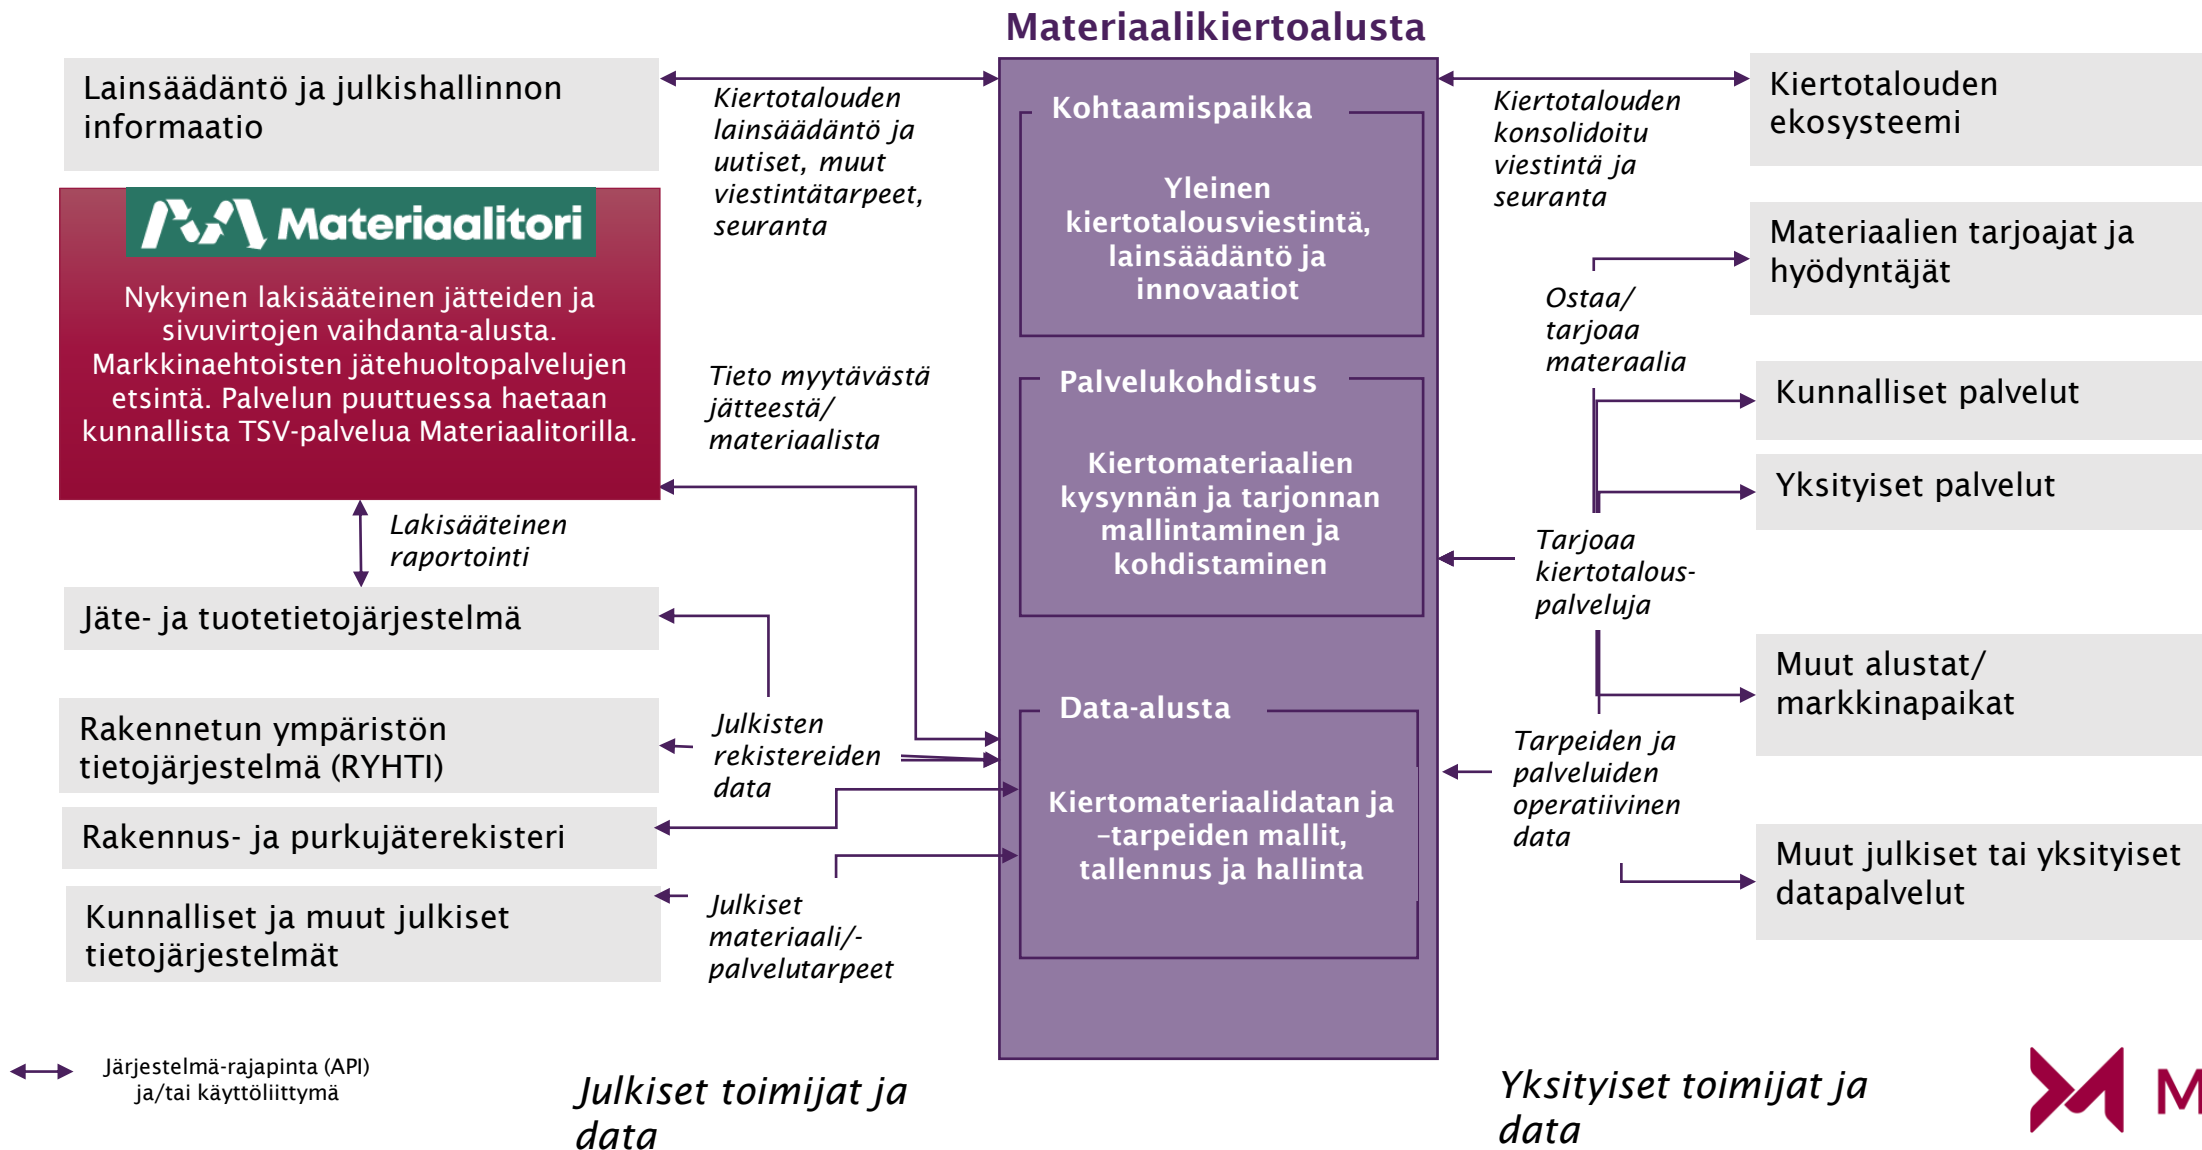 Materiaalikiertoalusta
Lainsäädäntö ja julkishallinnon
informaatio
Materiaalitori
Nykyinen lakisääteinen jätteiden ja
sivuvirtojen vaihdanta-alusta.
Markkinaehtoisten jätehuoltopalvelujen
etsintä. Palvelun puuttuessa haetaan
kunnallista TSV-palvelua Materiaalitorilla.
Lakisääteinen
raportointi
Jäte- ja tuotetietojärjestelmä
Rakennetun ympäristön
tietojärjestelmä (RYHTI)
Rakennus- ja purkujäterekisteri
Kunnalliset ja muut julkiset
tietojärjestelmät
Kiertotalouden
lainsäädäntö ja
uutiset, muut
viestintätarpeet,
seuranta
Tieto myytävästä
jätteestä/
materiaalista
Julkisten
rekistereiden
data
Julkiset
materiaali/-
palvelutarpeet
Kohtaamispaikka
Yleinen
kiertotalousviestintä,
lainsäädäntö ja
innovaatiot
Palvelukohdistus
Kiertomateriaalien
kysynnän ja tarjonnan
mallintaminen ja
kohdistaminen
Data-alusta
Kiertomateriaalidatan ja
–tarpeiden mallit,
tallennus ja hallinta
Kiertotalouden
konsolidoitu
viestintä ja
seuranta
Ostaa/
tarjoaa
materaalia
Tarjoaa
kiertotalous-
palveluja
Tarpeiden ja
palveluiden
operatiivinen
data
Kiertotalouden
ekosysteemi
Materiaalien tarjoajat ja
hyödyntäjät
Kunnalliset palvelut
Yksityiset palvelut
Muut alustat/
markkinapaikat
Muut julkiset tai yksityiset
datapalvelut
Järjestelmä-rajapinta (API)
ja/tai käyttöliittymä
Julkiset toimijat ja
data
Yksityiset toimijat ja
data
M